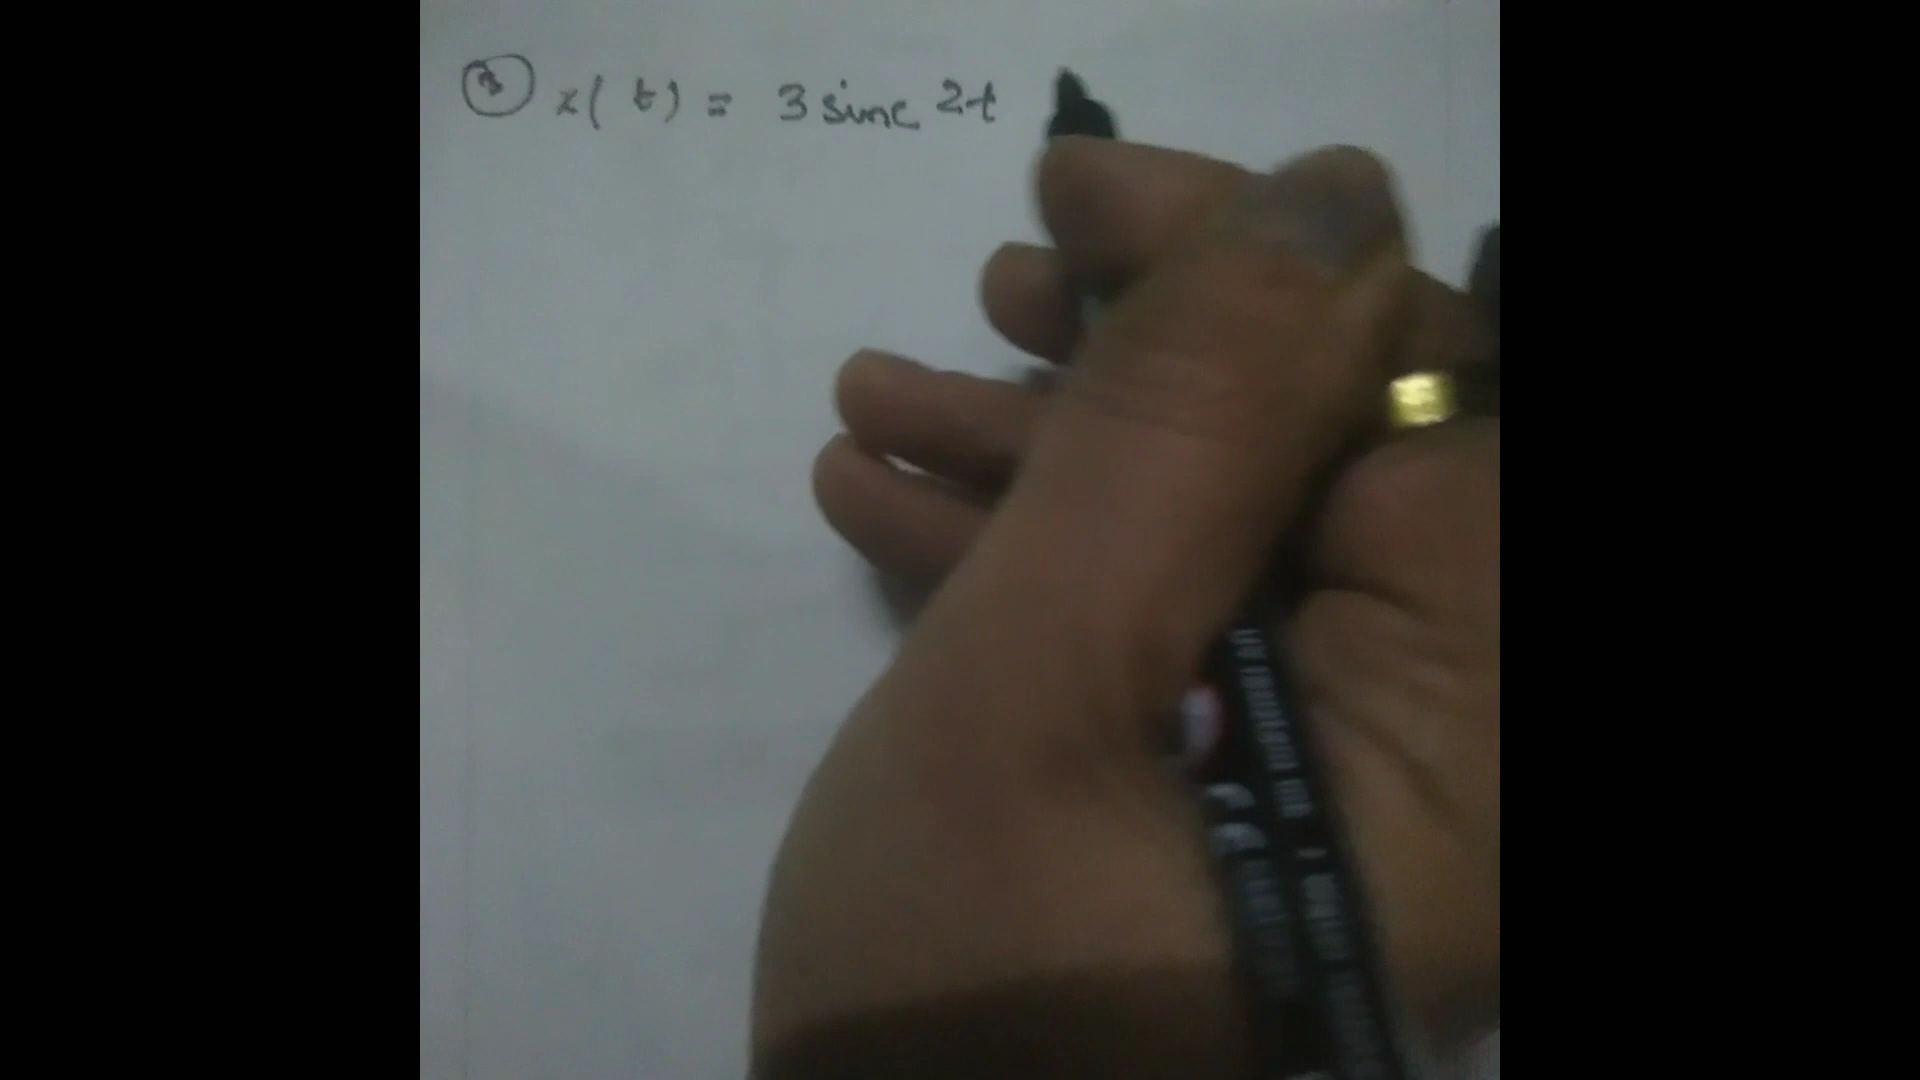 ③ x(t) = 3 sinc 2t